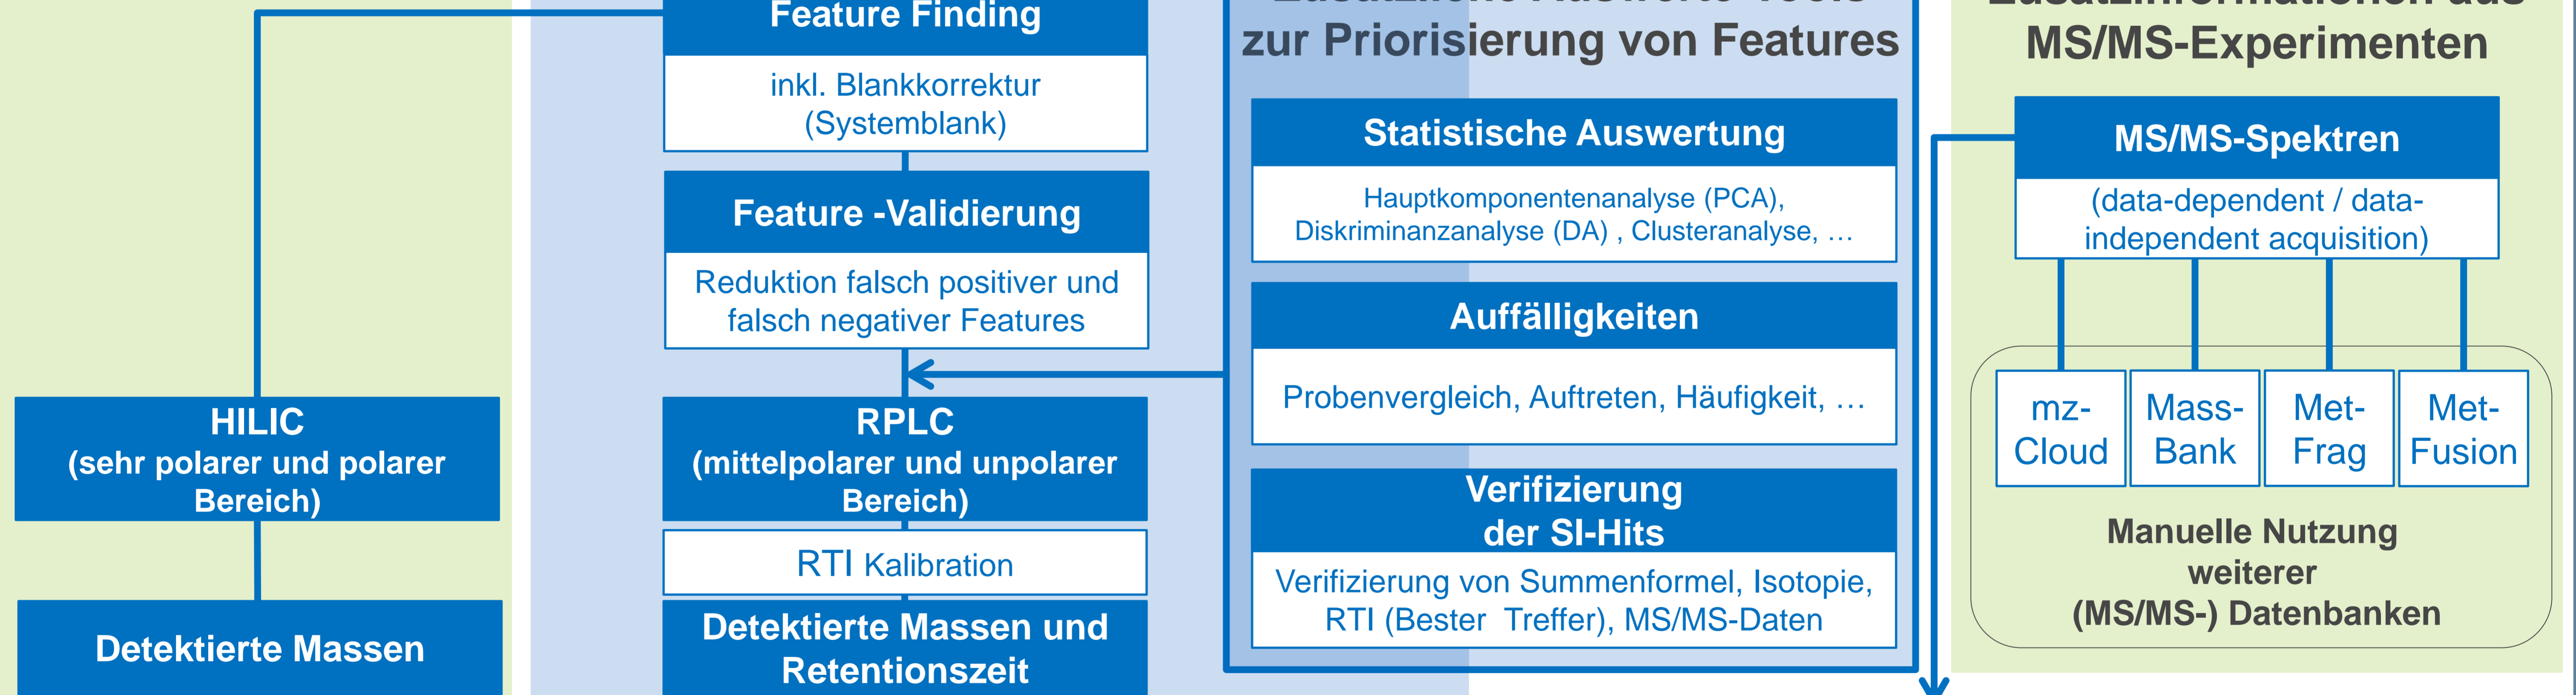 Feature Finding
inkl. Blankkorrektur
(Systemblank)
Feature -Validierung
Reduktion falsch positiver und
falsch negativer Features
HILIC
(sehr polarer und polarer
Bereich)
Detektierte Massen
RPLC
(mittelpolarer und unpolarer
Bereich)
RTI Kalibration
Detektierte Massen und
Retentionszeit
zur Priorisierung von Features
Statistische Auswertung
Hauptkomponentenanalyse (PCA),
Diskriminanzanalyse (DA) , Clusteranalyse, …
Auffälligkeiten
Probenvergleich, Auftreten, Häufigkeit, …
Verifizierung
der SI-Hits
Verifizierung von Summenformel, Isotopie,
RTI (Bester  Treffer), MS/MS-Daten
Zusatzinformationen aus
MS/MS-Experimenten
MS/MS-Spektren
(data-dependent / data-
independent acquisition)
mz-
Cloud
Mass-
Bank
Met-
Frag
Met-
Fusion
Manuelle Nutzung
weiterer
(MS/MS-) Datenbanken